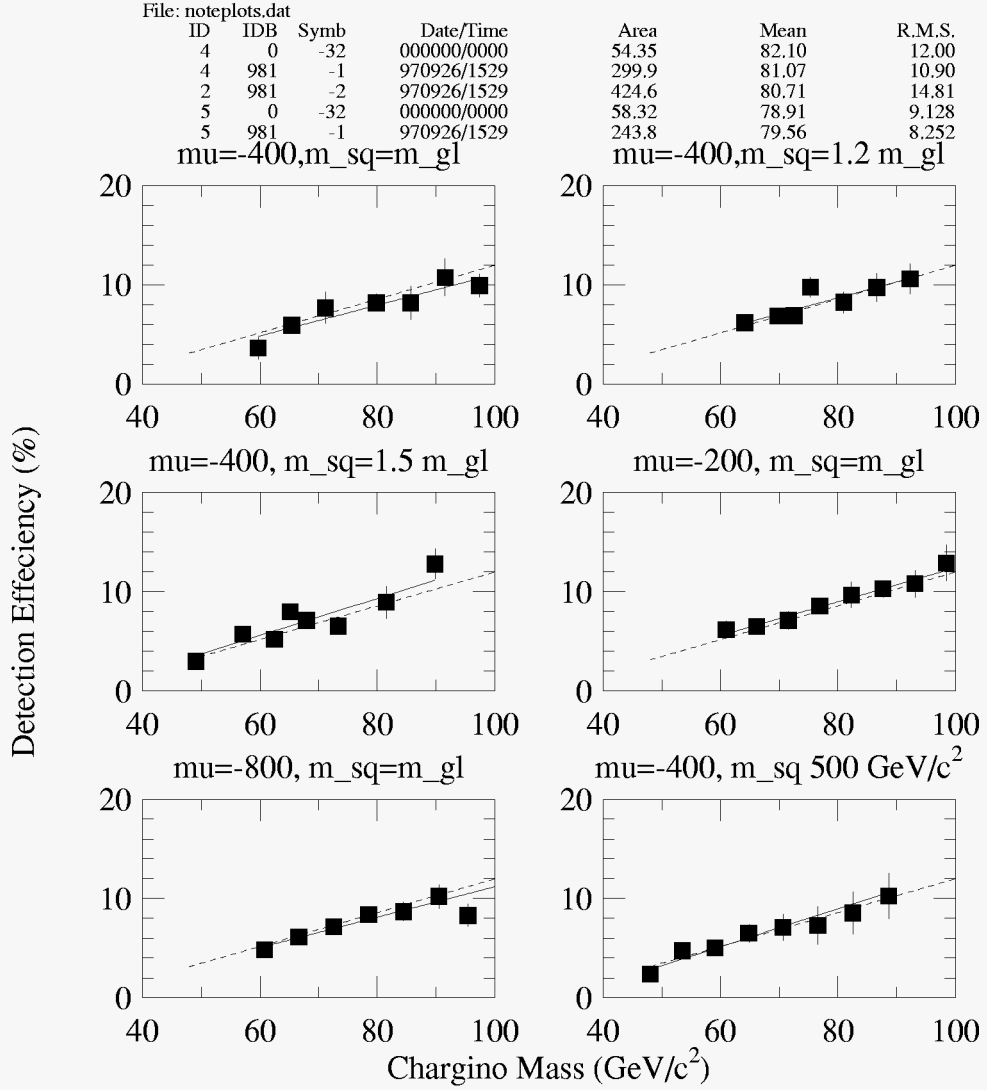 File: noteplots.dat
ID IDB Symb Date/Time Area Mean R.M.S.
4 0 -32 000000/0000 54.35 82.10 12.00
4 981 -1 970926/1529 299.9 81.07 10.90
2 981 -2 970926/1529 424.6 80.71 14.81
5 0 -32 000000/0000 58.32 78.91 9.128
5 981 -1 970926/1529 243.8 79.56 8.252
mu=-400,m_sq=m_gl
20
10
0
40 60 80 100
mu=-400,m_sq=1.2 m_gl
20
10
0
40 60 80 100
mu=-400, m_sq=1.5 m_gl
20
10
0
40 60 80 100
mu=-200, m_sq=m_gl
20
10
0
40 60 80 100
mu=-800, m_sq=m_gl
20
10
0
40 60 80 100
mu=-400, m_sq 500 GeV/c²
20
10
0
40 60 80 100
Detection Effeciency (%)
Chargino Mass (GeV/c²)